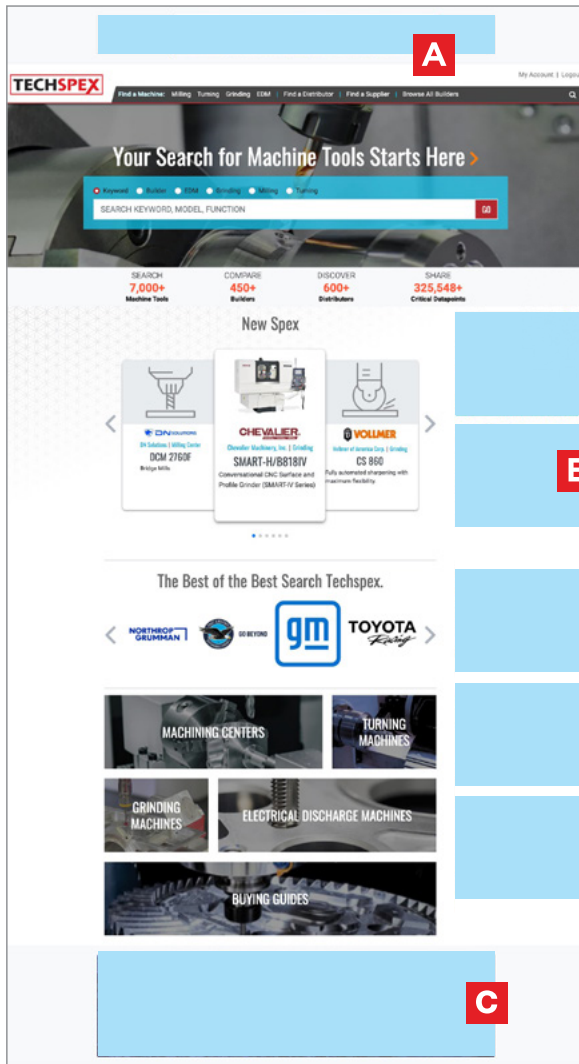 A
My Account | Logou
TECHSPEX
Find a Machine: Milling Turning Grinding EDM | Find a Distributor | Find a Supplier | Browse All Builders
Your Search for Machine Tools Starts Here >
Keyword Builder EDM Grinding Milling Turning
SEARCH KEYWORD, MODEL, FUNCTION GO
SEARCH COMPARE DISCOVER SHARE
7,000+ 450+ 600+ 325,548+
Machine Tools Builders Distributors Critical Datapoints
New Spex
DN SOLUTIONS
DN Solutions | Milling Center
DCM 2760F
Bridge Mills
CHEVALIER.
Chevalier Machinery, Inc. | Grinding
SMART-H/B818IV
Conversational CNC Surface and
Profile Grinder (SMART-IV Series)
VOLLMER
Vollmer of America Corp. | Grinding
CS 860
Fully automated sharpening with
maximum flexibility
B
The Best of the Best Search Techspex.
NORTHROP
GRUMMAN
GO BEYOND
gm
TOYOTA
Racing
MACHINING CENTERS
TURNING
MACHINES
GRINDING
MACHINES
ELECTRICAL DISCHARGE MACHINES
BUYING GUIDES
C